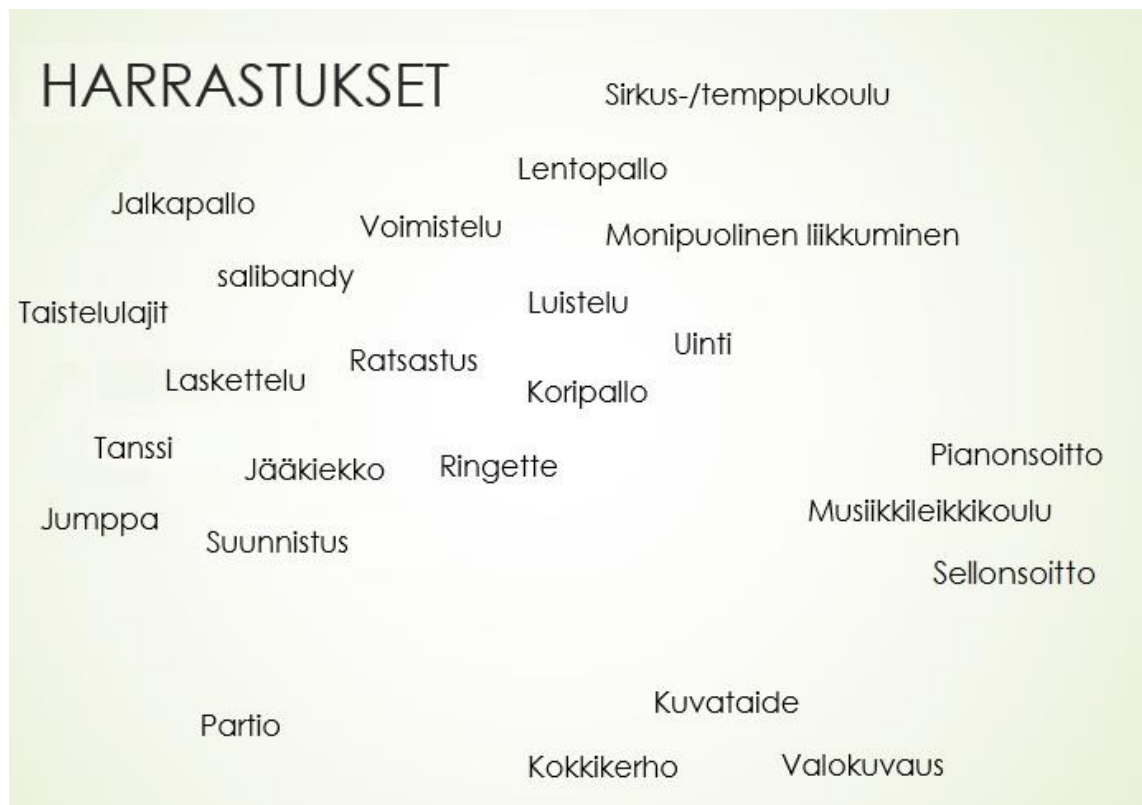 HARRASTUKSET
Sirkus-/temppukoulu
Lentopallo
Jalkapallo
Voimistelu
Monipuolinen liikkuminen
salibandy
Luistelu
Taistelulajit
Uinti
Ratsastus
Laskettelu
Koripallo
Tanssi
Pianonsoitto
Jääkiekko
Ringette
Musiikkileikkikoulu
Jumppa
Suunnistus
Sellonsoitto
Kuvataide
Partio
Kokkikerho
Valokuvaus